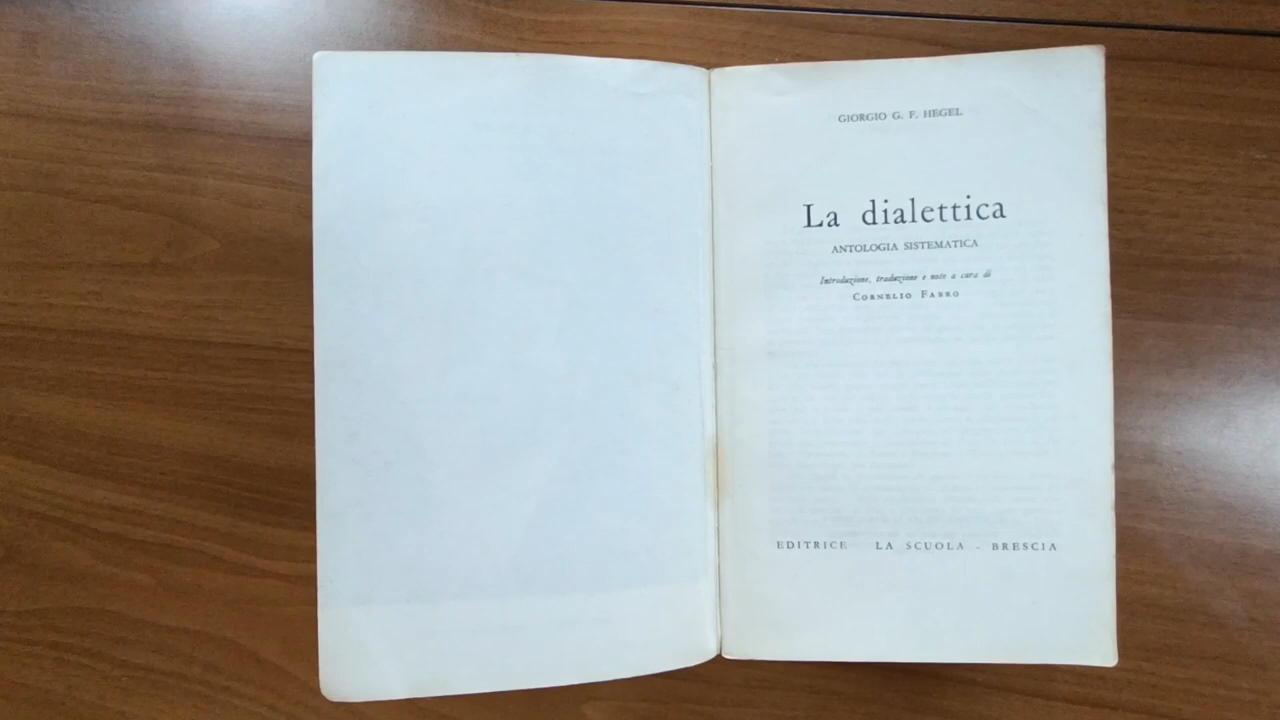 GIORGIO G. F. HEGEL
La dialettica
ANTOLOGIA SISTEMATICA
Introduzione, traduzione e note a cura di
CORNELIO FABRO
EDITRICE LA SCUOLA - BRESCIA